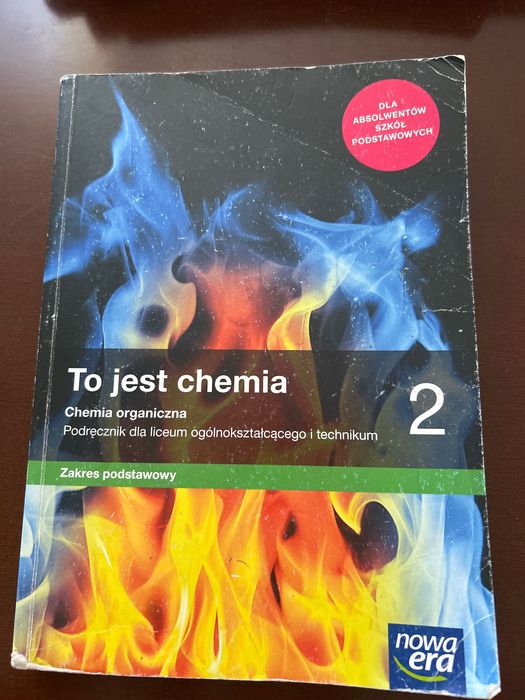 DLA
ABSOLWENTÓW
SZKÓŁ
PODSTAWOWYCH
To jest chemia
2
Chemia organiczna
Podręcznik dla liceum ogólnokształcącego i technikum
Zakres podstawowy
nowa
era